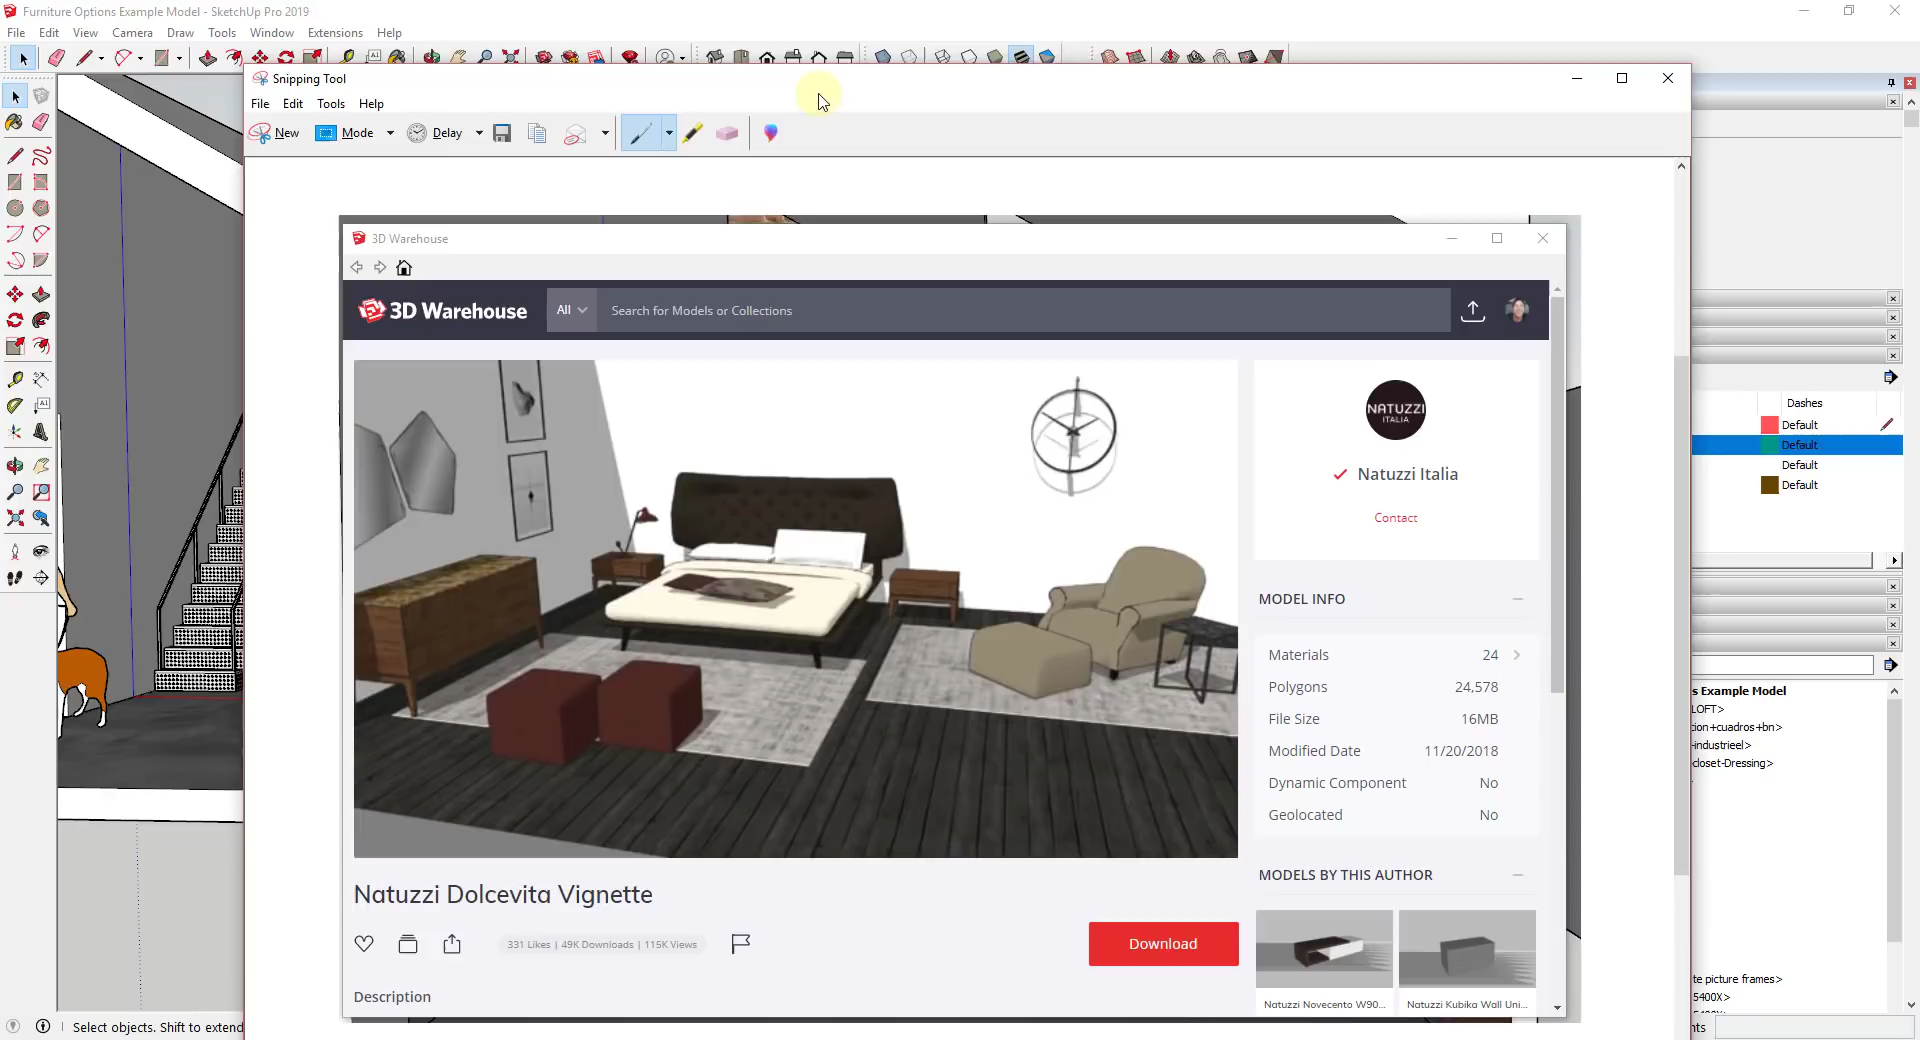 Furniture Options Example Model - SketchUp Pro 2019
File Edit View Camera Draw Tools Window Extensions Help
Snipping Tool
File Edit Tools Help
New Mode Delay
3D Warehouse
3D Warehouse All Search for Models or Collections
NATUZZI
ITALIA
Natuzzi Italia
Contact
MODEL INFO
Materials 24
Polygons 24,578
File Size 16MB
Modified Date 11/20/2018
Dynamic Component No
Geolocated No
MODELS BY THIS AUTHOR
Natuzzi Novecento W90...
Natuzzi Kubika Wall Uni...
Natuzzi Dolcevita Vignette
331 Likes | 49K Downloads | 115K Views
Download
Description
Dashes
Default
Default
Default
Default
s Example Model
LOFT>
tion+cuadros+bn>
-industrieel>
closet-Dressing>
te picture frames>
5400X>
Select objects. Shift to extend
nts